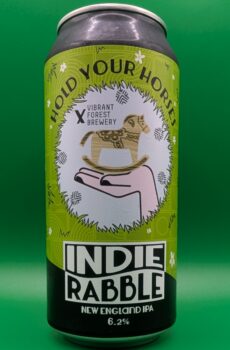 HOLD YOUR HORSES
X VIBRANT
FOREST
BREWERY
INDIE
RABBLE
NEW ENGLAND IPA
6.2%